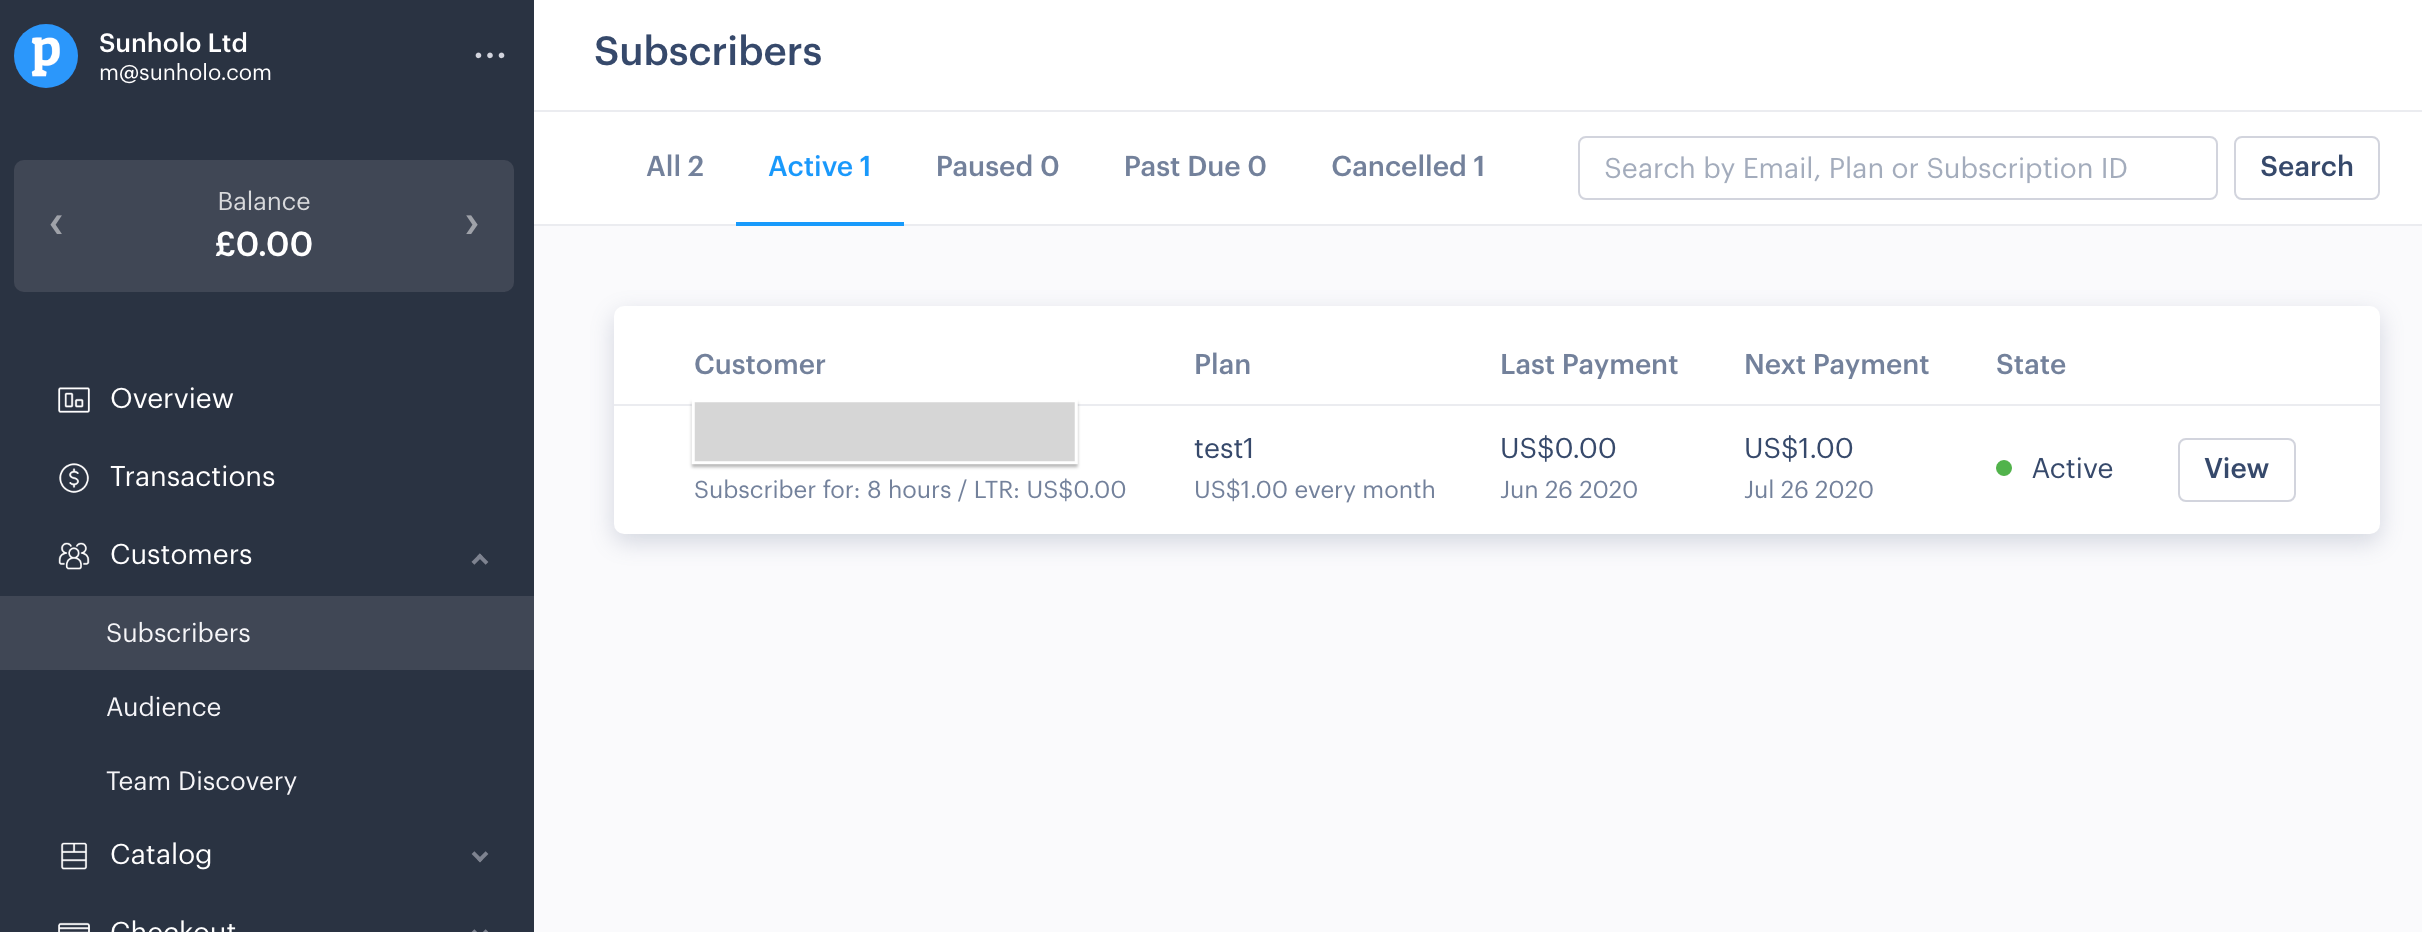 p
Sunholo Ltd
m@sunholo.com
Balance
£0.00
Overview
Transactions
Customers
Subscribers
Audience
Team Discovery
Catalog
Checkout
Subscribers
All 2
Active 1
Paused 0
Past Due 0
Cancelled 1
Search by Email, Plan or Subscription ID
Search
Customer
Plan
Last Payment
Next Payment
State
Subscriber for: 8 hours / LTR: US$0.00
test1
US$1.00 every month
US$0.00
Jun 26 2020
US$1.00
Jul 26 2020
Active
View